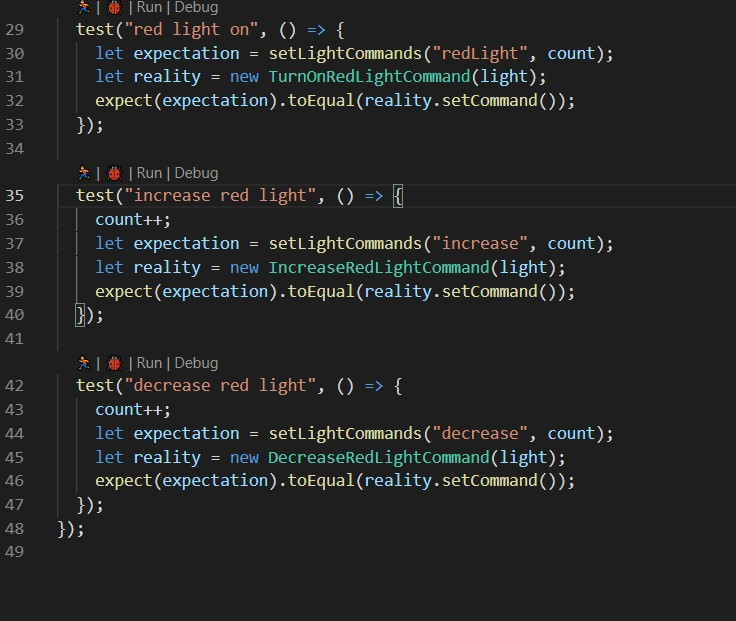 | | Run | Debug
29 test("red light on", () => {
30 let expectation = setLightCommands("redLight", count);
31 let reality = new TurnOnRedLightCommand(light);
32 expect(expectation).toEqual(reality.setCommand());
33 });
34
| | Run | Debug
35 test("increase red light", () => {
36 count++;
37 let expectation = setLightCommands("increase", count);
38 let reality = new IncreaseRedLightCommand(light);
39 expect(expectation).toEqual(reality.setCommand());
40 });
41
| | Run | Debug
42 test("decrease red light", () => {
43 count++;
44 let expectation = setLightCommands("decrease", count);
45 let reality = new DecreaseRedLightCommand(light);
46 expect(expectation).toEqual(reality.setCommand());
47 });
48 });
49